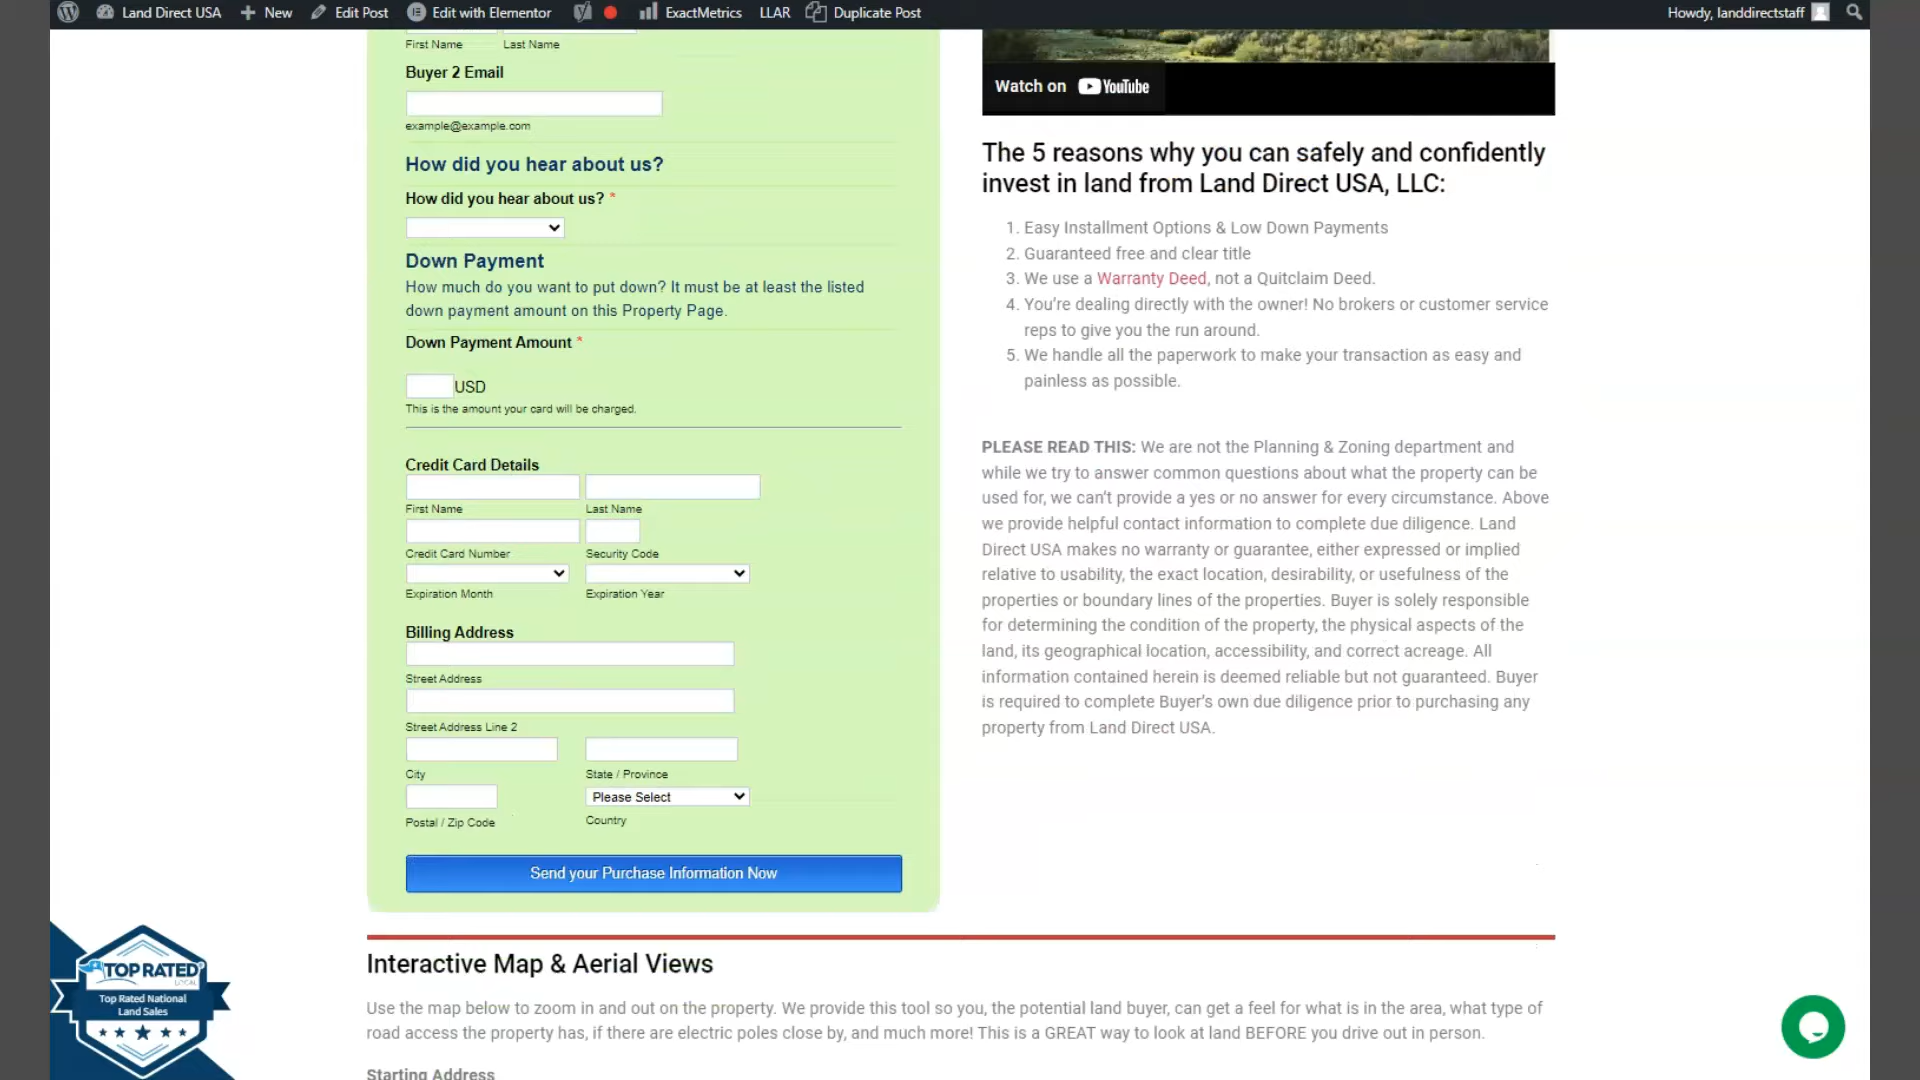 Land Direct USA New Edit Post Edit with Elementor ExactMetrics LLAR Duplicate Post Howdy, landdirectstaff
First Name Last Name
Buyer 2 Email
example@example.com
How did you hear about us?
How did you hear about us? *
Down Payment
How much do you want to put down? It must be at least the listed
down payment amount on this Property Page.
Down Payment Amount *
USD
This is the amount your card will be charged.
Credit Card Details
First Name Last Name
Credit Card Number Security Code
Expiration Month Expiration Year
Billing Address
Street Address
Street Address Line 2
City State / Province
Please Select
Postal / Zip Code Country
Send your Purchase Information Now
Watch on YouTube
The 5 reasons why you can safely and confidently
invest in land from Land Direct USA, LLC:
1. Easy Installment Options & Low Down Payments
2. Guaranteed free and clear title
3. We use a Warranty Deed, not a Quitclaim Deed.
4. You’re dealing directly with the owner! No brokers or customer service
reps to give you the run around.
5. We handle all the paperwork to make your transaction as easy and
painless as possible.
PLEASE READ THIS: We are not the Planning & Zoning department and
while we try to answer common questions about what the property can be
used for, we can’t provide a yes or no answer for every circumstance. Above
we provide helpful contact information to complete due diligence. Land
Direct USA makes no warranty or guarantee, either expressed or implied
relative to usability, the exact location, desirability, or usefulness of the
properties or boundary lines of the properties. Buyer is solely responsible
for determining the condition of the property, the physical aspects of the
land, its geographical location, accessibility, and correct acreage. All
information contained herein is deemed reliable but not guaranteed. Buyer
is required to complete Buyer’s own due diligence prior to purchasing any
property from Land Direct USA.
Interactive Map & Aerial Views
Use the map below to zoom in and out on the property. We provide this tool so you, the potential land buyer, can get a feel for what is in the area, what type of
road access the property has, if there are electric poles close by, and much more! This is a GREAT way to look at land BEFORE you drive out in person.
Starting Address
TOP RATED
LOCAL
Top Rated National
Land Sales